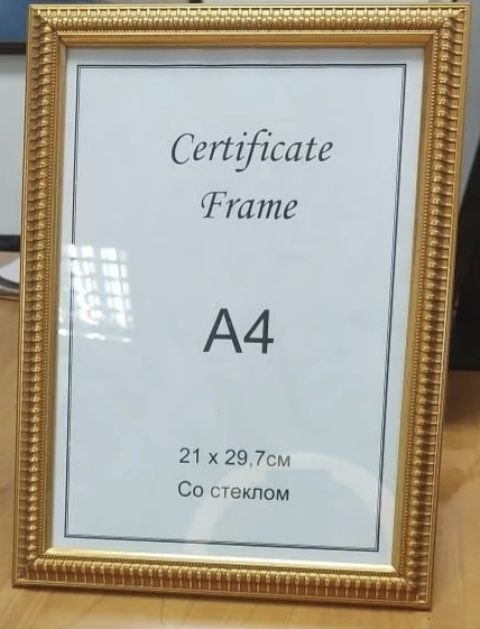 Certificate
Frame
A4
21 x 29,7см
Со стеклом